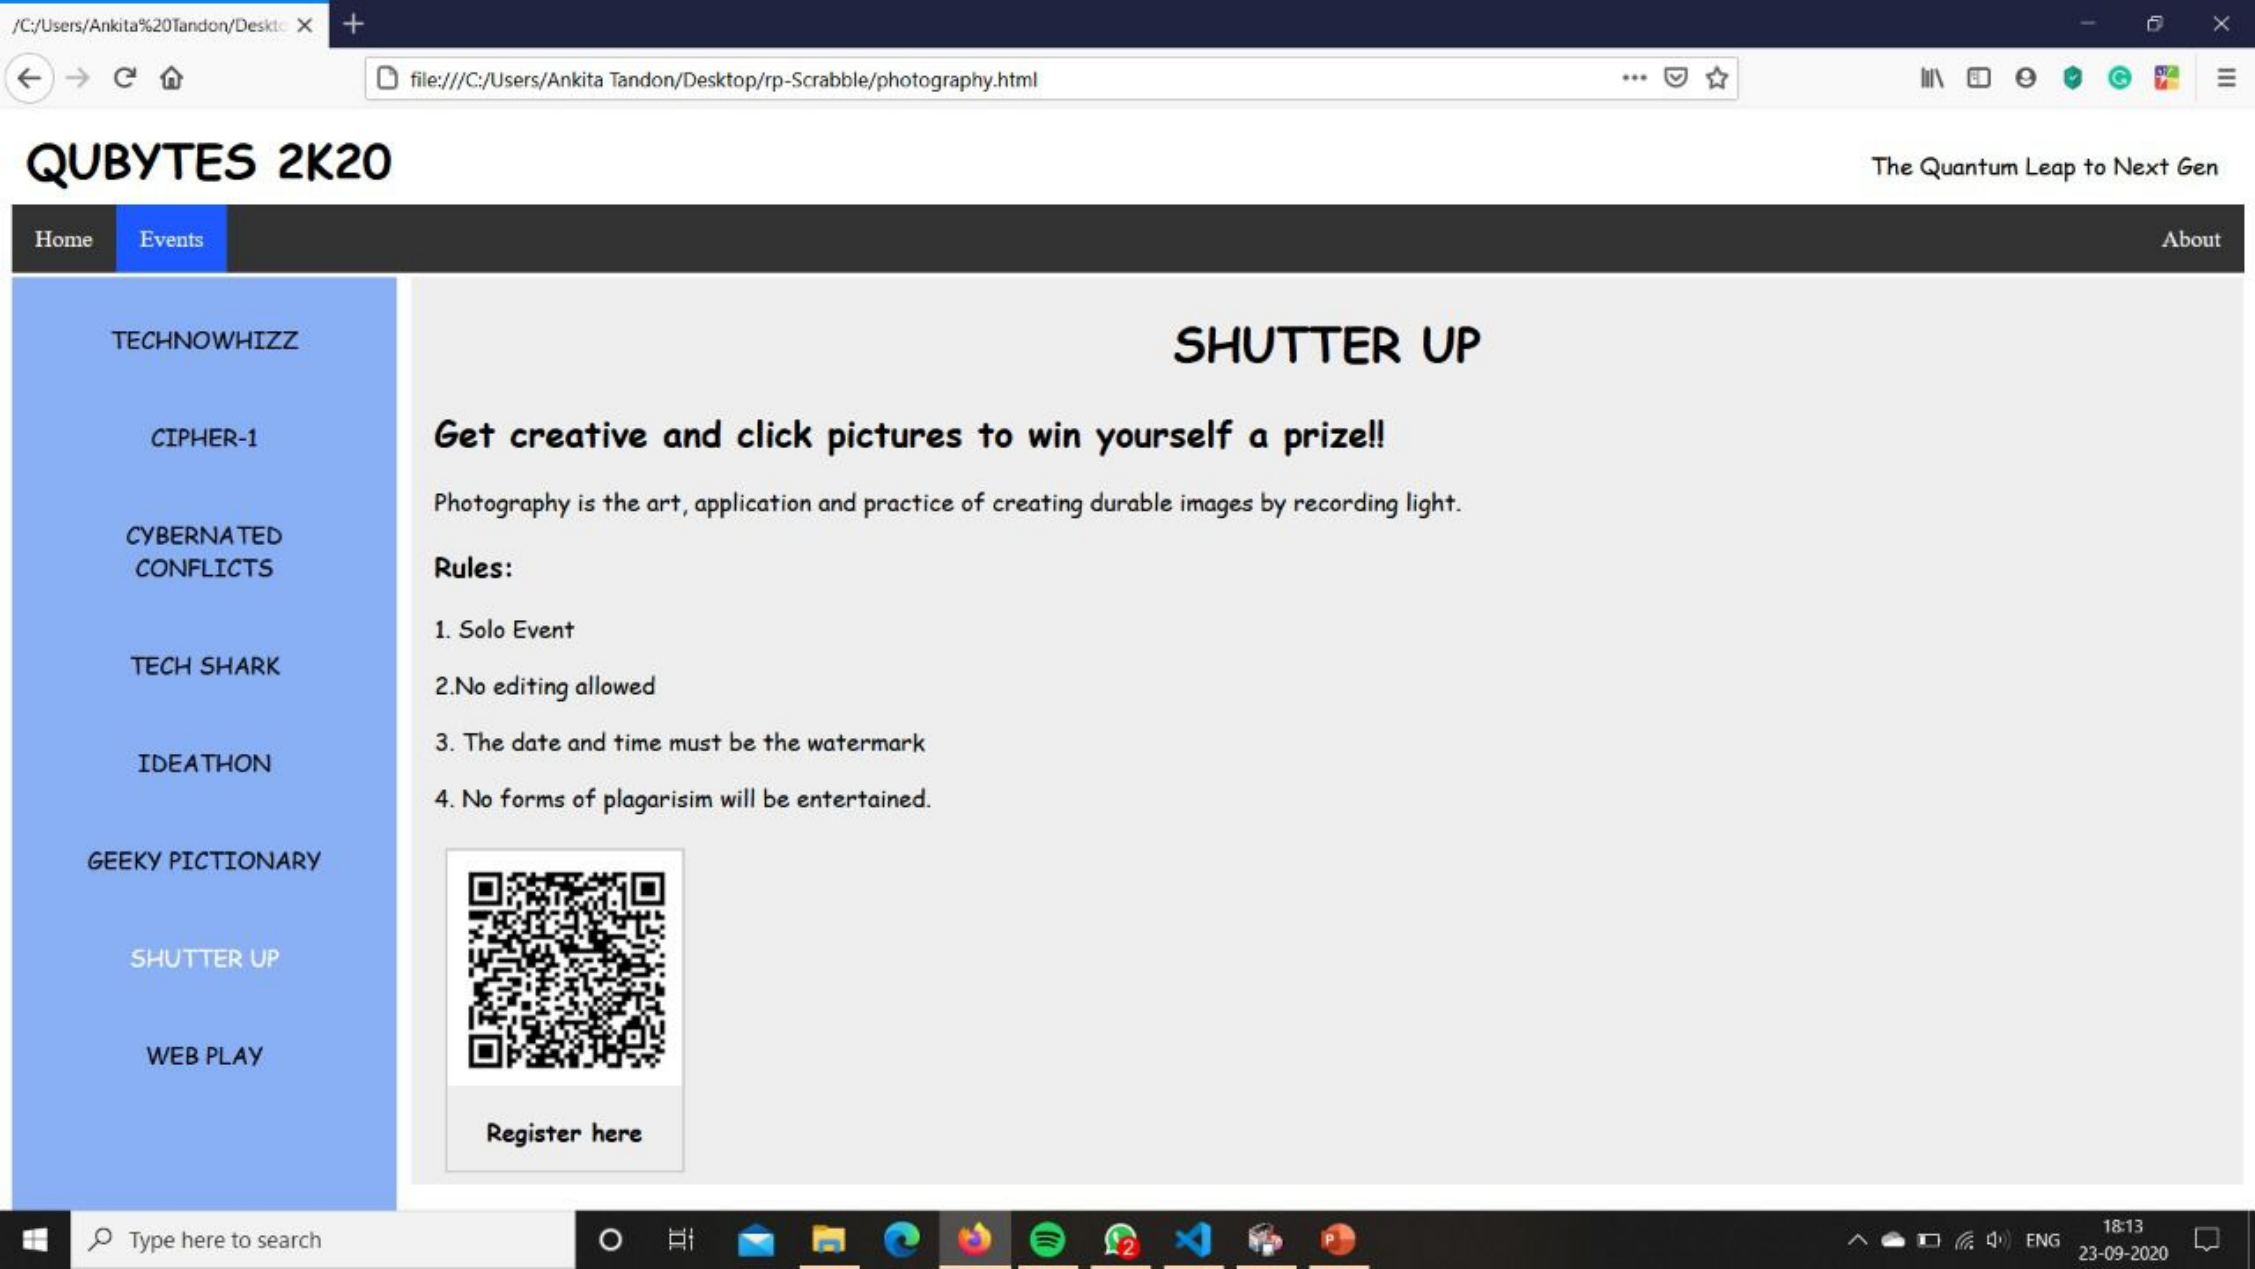 /C:/Users/Ankita%20Tandon/Deskt
file:///C:/Users/Ankita Tandon/Desktop/rp-Scrabble/photography.html
QUBYTES 2K20
The Quantum Leap to Next Gen
Home
Events
About
TECHNOWHIZZ
CIPHER-1
CYBERNATED
CONFLICTS
TECH SHARK
IDEATHON
GEEKY PICTIONARY
SHUTTER UP
WEB PLAY
SHUTTER UP
Get creative and click pictures to win yourself a prize!!
Photography is the art, application and practice of creating durable images by recording light.
Rules:
1. Solo Event
2.No editing allowed
3. The date and time must be the watermark
4. No forms of plagarisim will be entertained.
Register here
Type here to search
2
ENG
18:13
23-09-2020